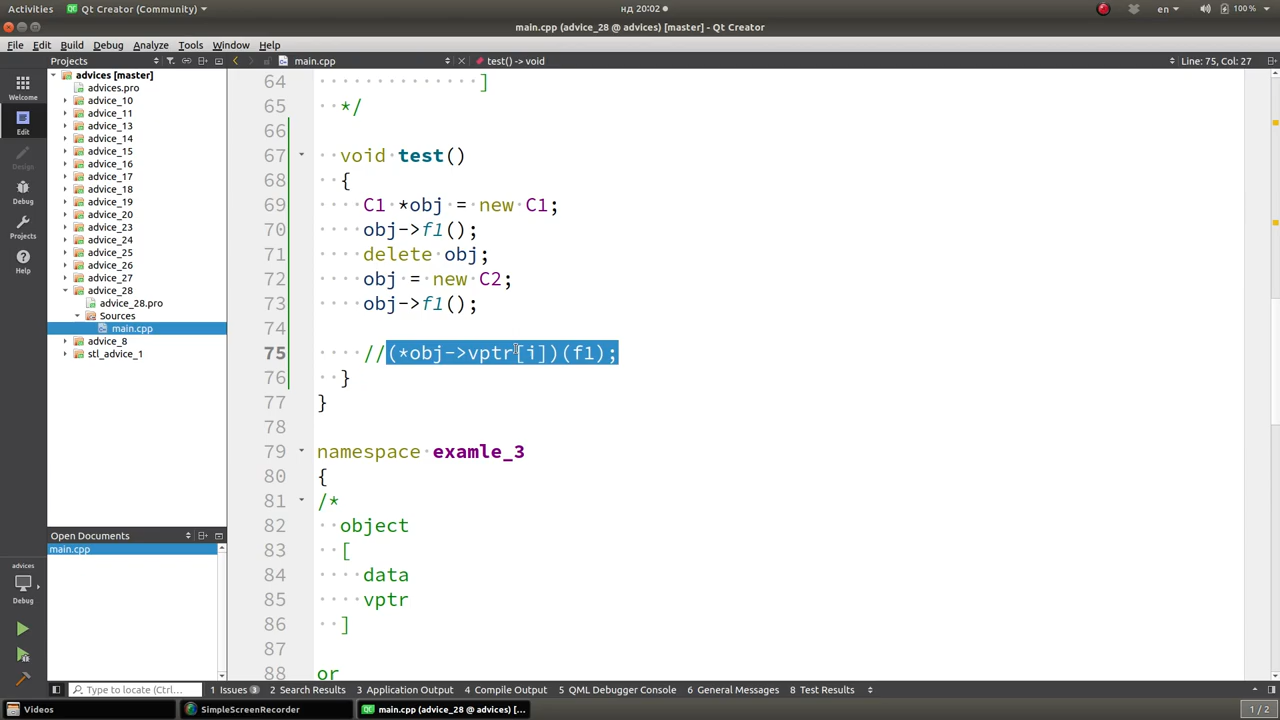 Activities Qt Creator (Community) нд 20:02 en 100 %
main.cpp (advice_28 @ advices) [master] - Qt Creator
File Edit Build Debug Analyze Tools Window Help
Projects main.cpp test() -> void Line: 75, Col: 27
Welcome
Edit
Design
Debug
Projects
Help
advices [master]
advices.pro
advice_10
advice_11
advice_13
advice_14
advice_15
advice_16
advice_17
advice_18
advice_19
advice_20
advice_23
advice_24
advice_25
advice_26
advice_27
advice_28
advice_28.pro
Sources
main.cpp
advice_8
stl_advice_1
Open Documents
main.cpp
advices
Debug
64 ]
65 */
66
67 void test()
68 {
69 C1 *obj = new C1;
70 obj->f1();
71 delete obj;
72 obj = new C2;
73 obj->f1();
74
75 //(*obj->vptr[i])(f1);
76 }
77 }
78
79 namespace examle_3
80 {
81 /*
82 object
83 [
84 data
85 vptr
86 ]
87
88 or
Type to locate (Ctrl... 1 Issues 3 2 Search Results 3 Application Output 4 Compile Output 5 QML Debugger Console 6 General Messages 8 Test Results
Videos SimpleScreenRecorder main.cpp (advice_28 @ advices) [... 1 / 2